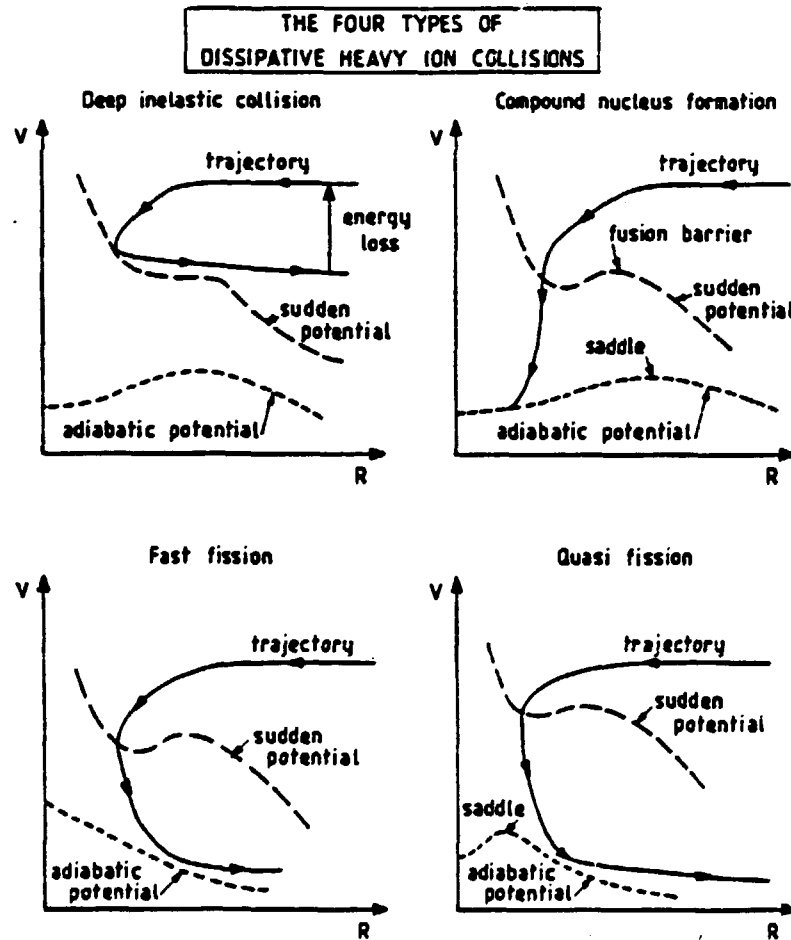 THE FOUR TYPES OF
DISSIPATIVE HEAVY ION COLLISIONS
Deep inelastic collision
V
trajectory
energy
loss
sudden
potential
adiabatic potential
R
Compound nucleus formation
V
trajectory
fusion barrier
sudden
potential
saddle
adiabatic potential
R
Fast fission
V
trajectory
sudden
potential
adiabatic
potential
R
Quasi fission
V
trajectory
sudden
potential
saddle
adiabatic
potential
R